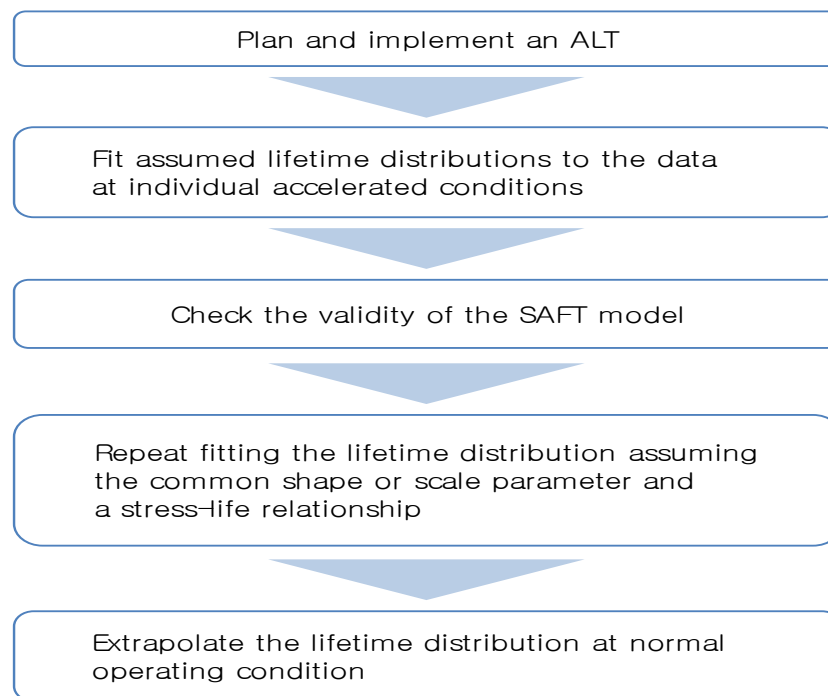 Plan and implement an ALT
Fit assumed lifetime distributions to the data
at individual accelerated conditions
Check the validity of the SAFT model
Repeat fitting the lifetime distribution assuming
the common shape or scale parameter and
a stress-life relationship
Extrapolate the lifetime distribution at normal
operating condition